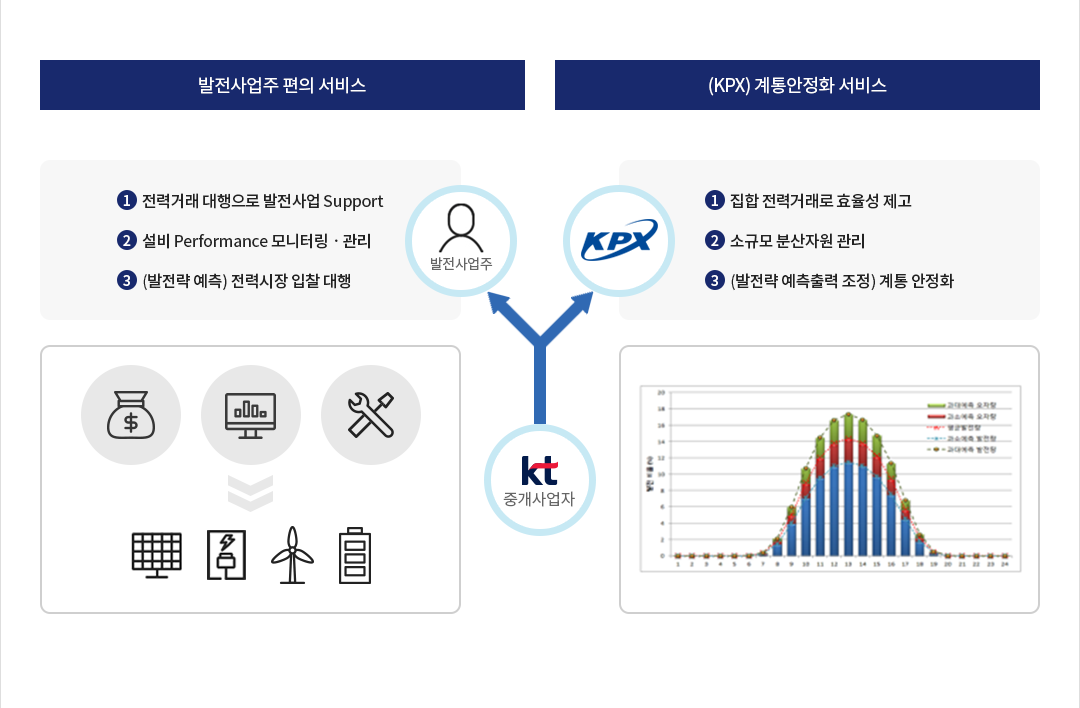 발전사업주 편의 서비스
(KPX) 계통안정화 서비스
1 전력거래 대행으로 발전사업 Support
2 설비 Performance 모니터링 · 관리
3 (발전략 예측) 전력시장 입찰 대행
발전사업주
KPX
1 집합 전력거래로 효율성 제고
2 소규모 분산자원 관리
3 (발전략 예측출력 조정) 계통 안정화
kt
중개사업자
$
과대예측 오차량
과소예측 오차량
평균발전량
과소예측 발전량
과대예측 발전량
20
18
16
14
12
10
8
6
4
2
0
1 2 3 4 5 6 7 8 9 10 11 12 13 14 15 16 17 18 19 20 21 22 23 24